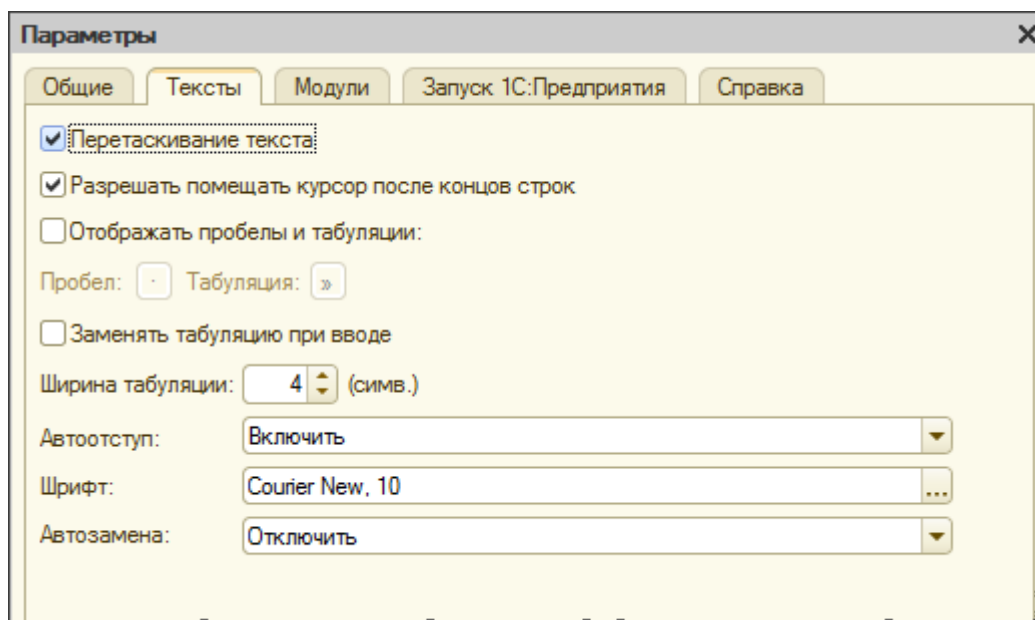 Параметры
Общие Тексты Модули Запуск 1С:Предприятия Справка
Перетаскивание текста
Разрешать помещать курсор после концов строк
Отображать пробелы и табуляции:
Пробел: · Табуляция: »
Заменять табуляцию при вводе
Ширина табуляции: 4 (симв.)
Автоотступ: Включить
Шрифт: Courier New, 10 ...
Автозамена: Отключить